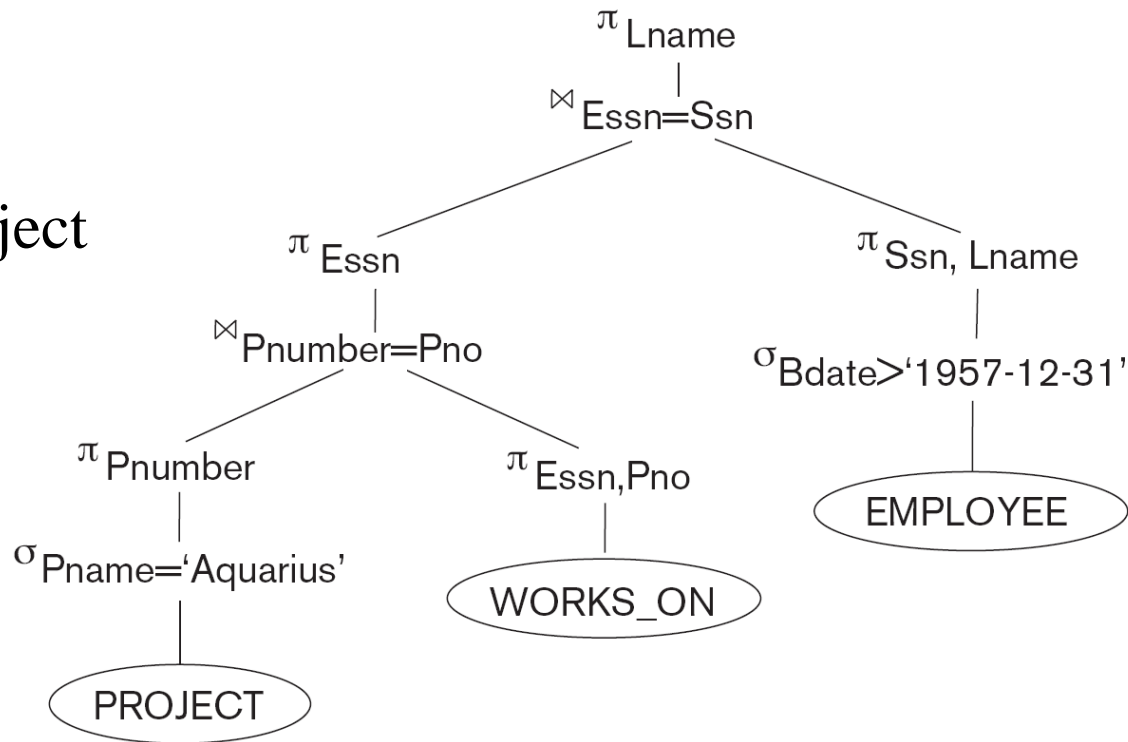 π Lname
⋈ Essn=Ssn
ject
π Essn
π Ssn, Lname
⋈ Pnumber=Pno
σ Bdate>‘1957-12-31’
π Pnumber
π Essn,Pno
EMPLOYEE
σ Pname=‘Aquarius’
WORKS_ON
PROJECT